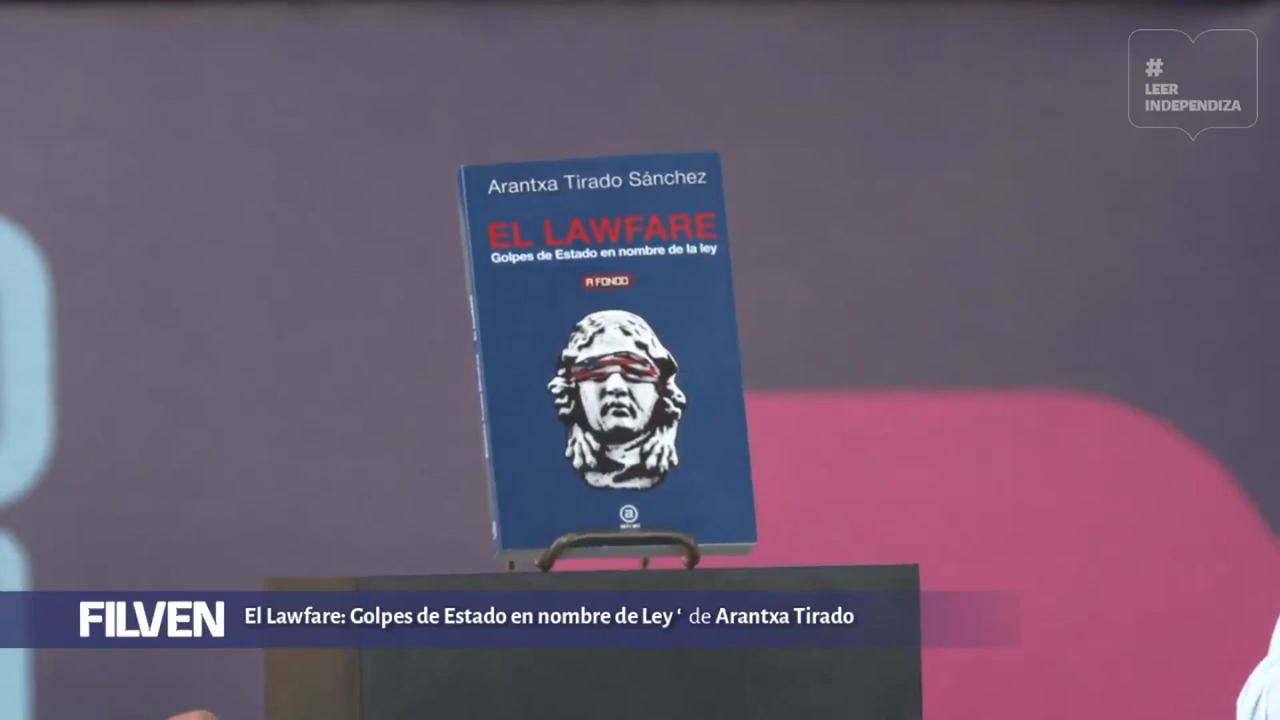 #
LEER
INDEPENDIZA
Arantxa Tirado Sánchez
EL LAWFARE
Golpes de Estado en nombre de la ley
A FONDO
a
FILVEN
El Lawfare: Golpes de Estado en nombre de Ley ‘ de Arantxa Tirado